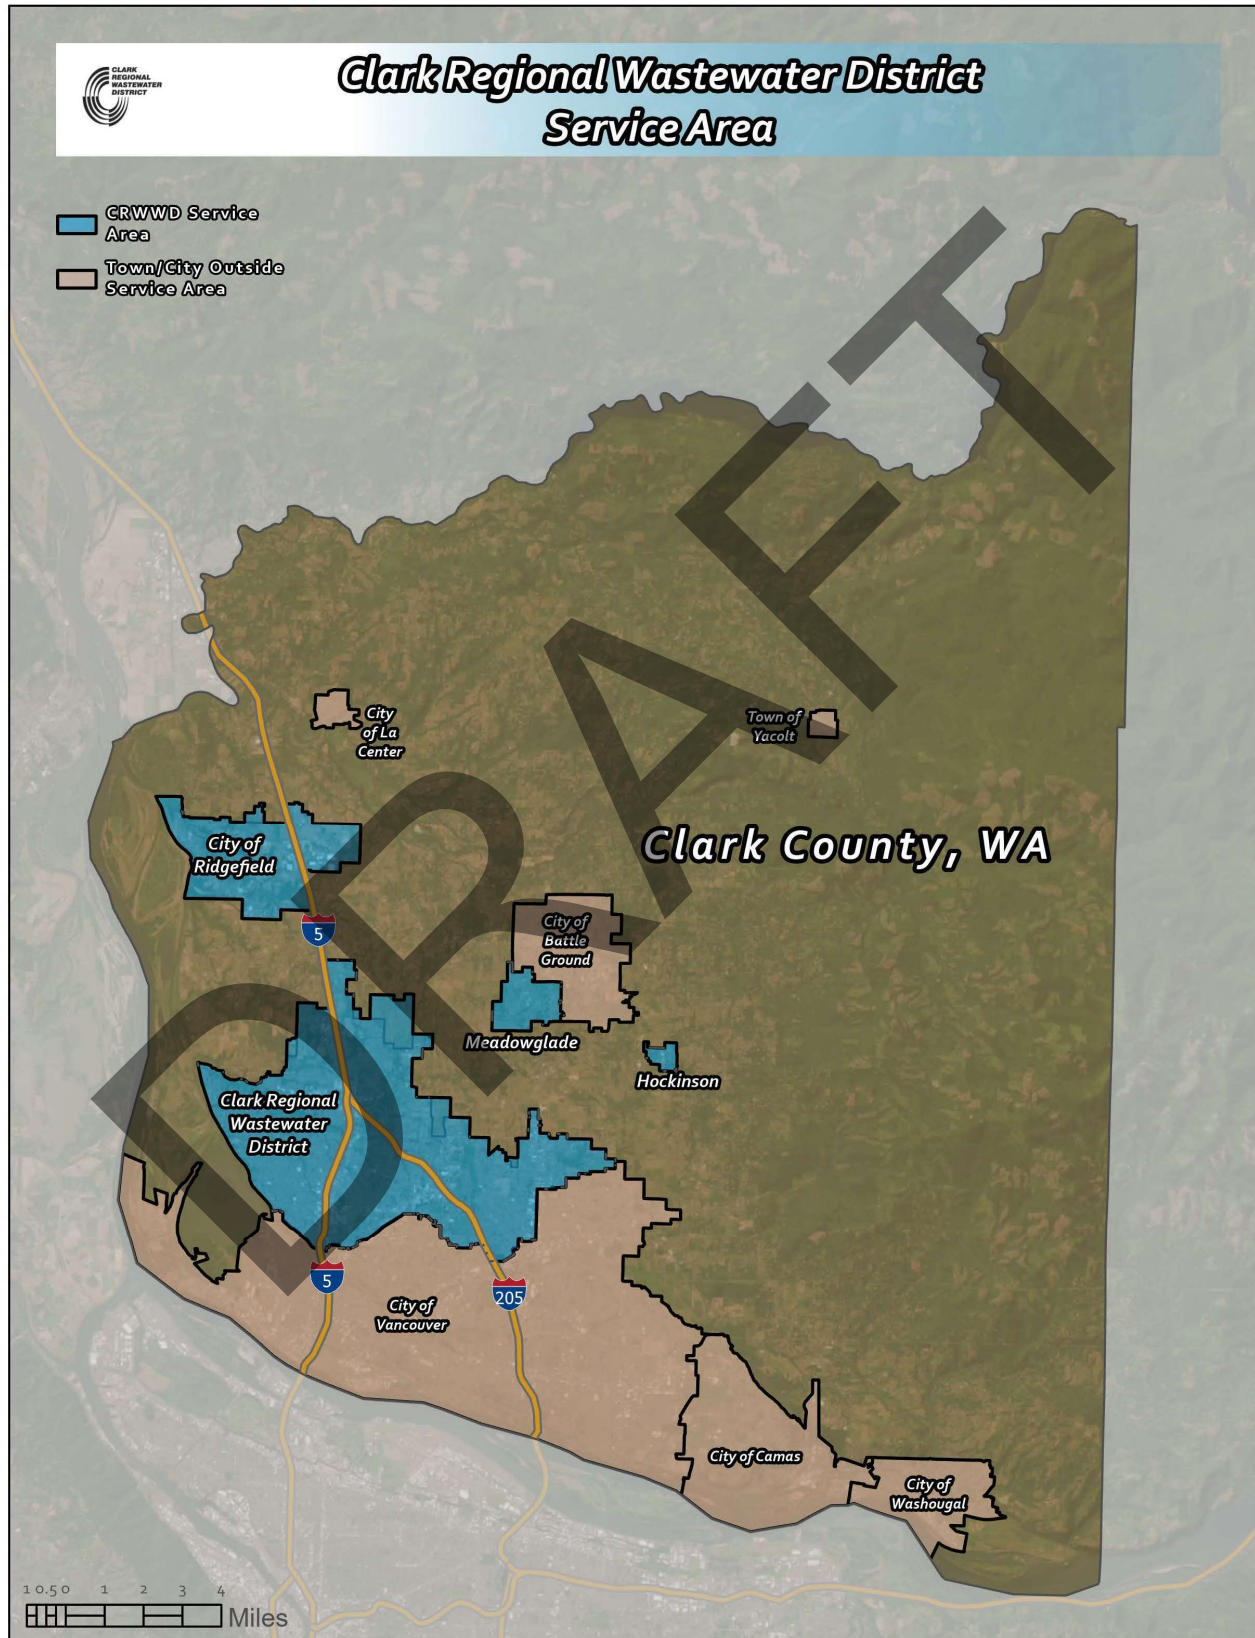 CLARK
REGIONAL
WASTEWATER
DISTRICT
Clark Regional Wastewater District
Service Area
CRWWD Service
Area
Town/City Outside
Service Area
DRAFT
City
of La
Center
Town of
Yacolt
City of
Ridgefield
Clark County, WA
5
City of
Battle
Ground
Meadowglade
Hockinson
Clark Regional
Wastewater
District
5
205
City of
Vancouver
City of Camas
City of
Washougal
1 0.5 0 1 2 3 4
Miles